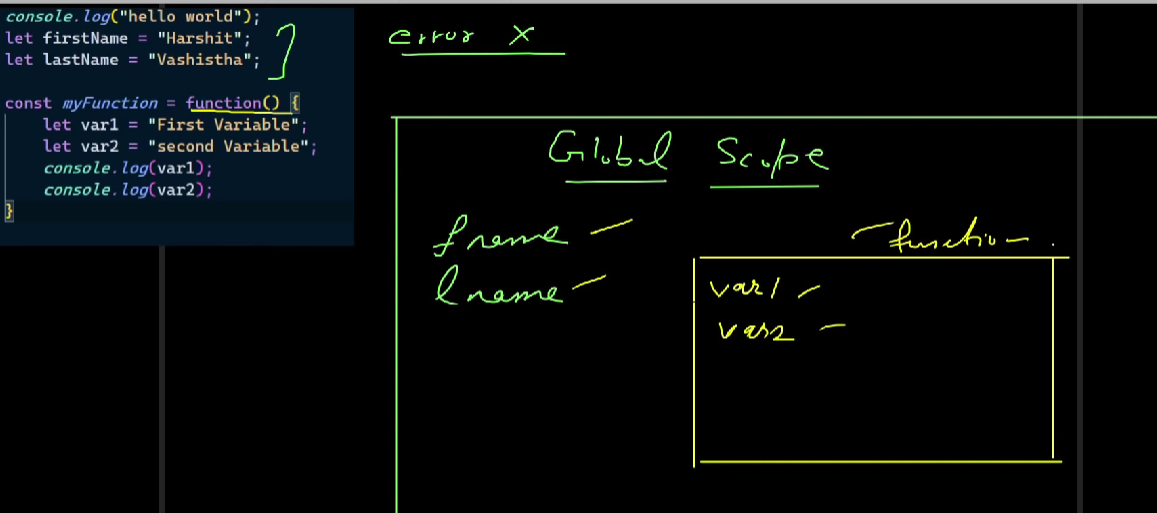 console.log("hello world");
let firstName = "Harshit";
let lastName = "Vashistha";
const myFunction = function() {
let var1 = "First Variable";
let var2 = "second Variable";
console.log(var1);
console.log(var2);
}
error X
Global Scope
fname
lname
function
var1
var2